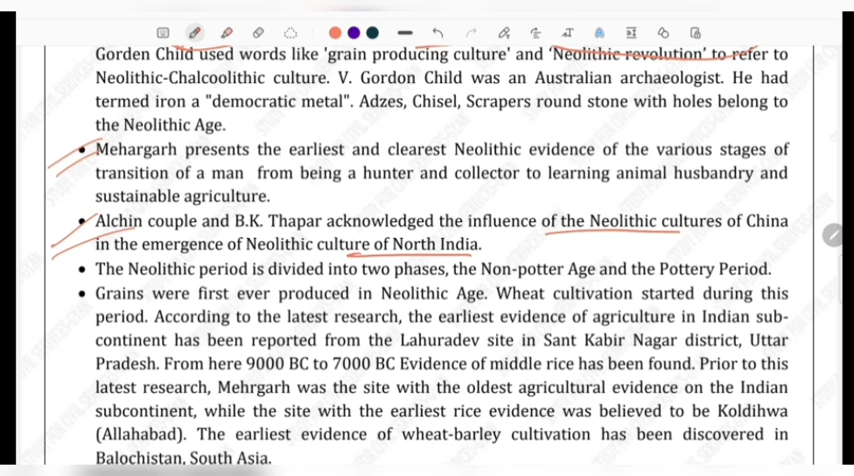 Gorden Child used words like 'grain producing culture' and 'Neolithic revolution' to refer to
Neolithic-Chalcoolithic culture. V. Gordon Child was an Australian archaeologist. He had
termed iron a "democratic metal". Adzes, Chisel, Scrapers round stone with holes belong to
the Neolithic Age.
• Mehargarh presents the earliest and clearest Neolithic evidence of the various stages of
transition of a man from being a hunter and collector to learning animal husbandry and
sustainable agriculture.
• Alchin couple and B.K. Thapar acknowledged the influence of the Neolithic cultures of China
in the emergence of Neolithic culture of North India.
• The Neolithic period is divided into two phases, the Non-potter Age and the Pottery Period.
• Grains were first ever produced in Neolithic Age. Wheat cultivation started during this
period. According to the latest research, the earliest evidence of agriculture in Indian sub-
continent has been reported from the Lahuradev site in Sant Kabir Nagar district, Uttar
Pradesh. From here 9000 BC to 7000 BC Evidence of middle rice has been found. Prior to this
latest research, Mehrgarh was the site with the oldest agricultural evidence on the Indian
subcontinent, while the site with the earliest rice evidence was believed to be Koldihwa
(Allahabad). The earliest evidence of wheat-barley cultivation has been discovered in
Balochistan, South Asia.